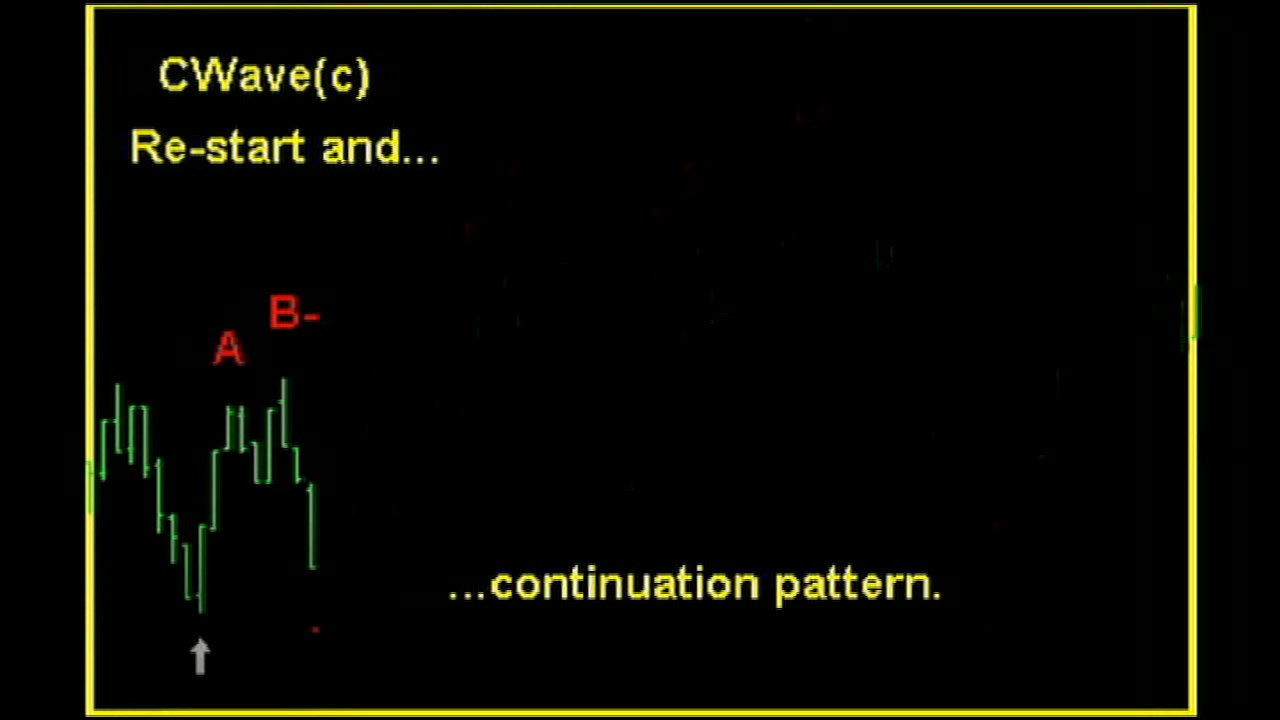 CWave(c)
Re-start and...
B-
A
...continuation pattern.